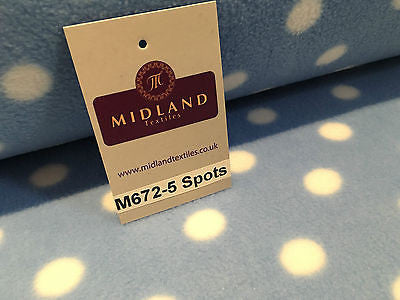 MIDLAND
Textiles
www.midlandtextiles.co.uk
M672-5 Spots